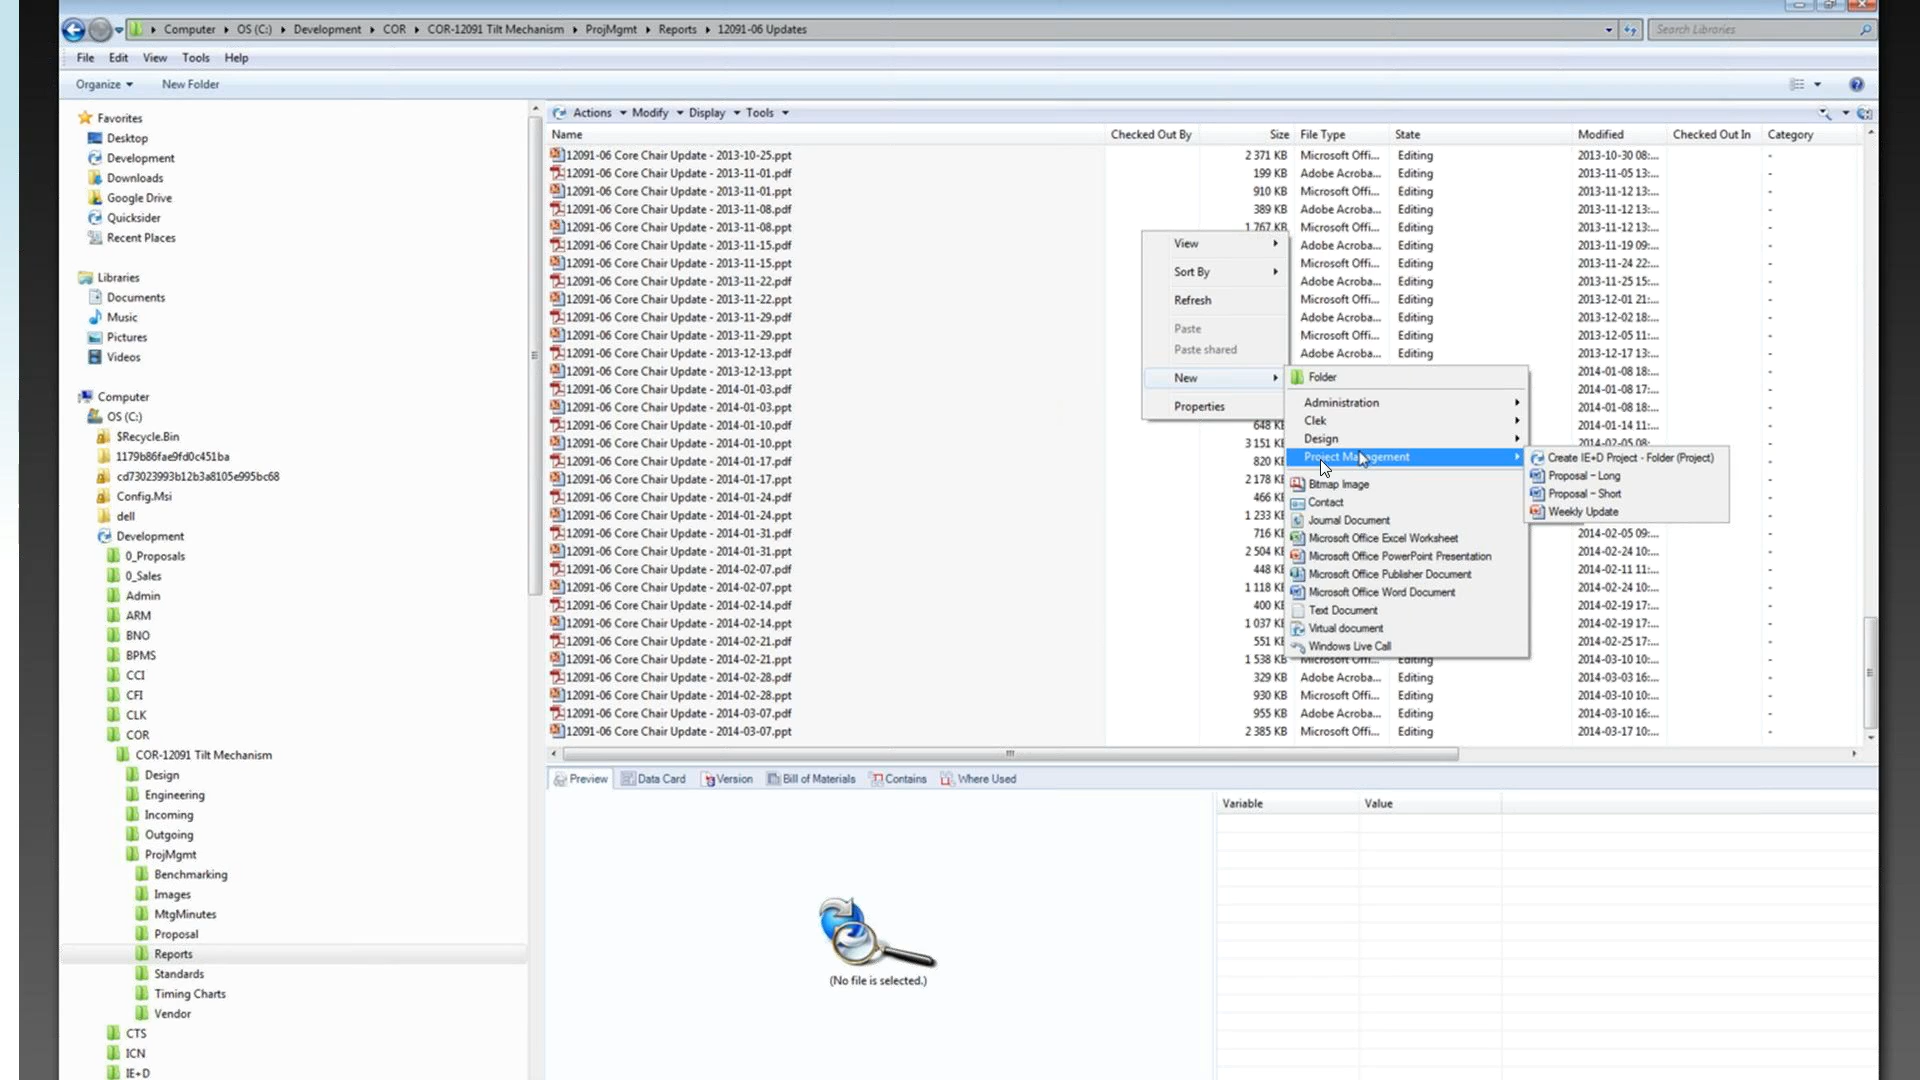 Computer ▸ OS (C:) ▸ Development ▸ COR ▸ COR-12091 Tilt Mechanism ▸ ProjMgmt ▸ Reports ▸ 12091-06 Updates
Search Libraries
File Edit View Tools Help
Organize New Folder
Favorites
Desktop
Development
Downloads
Google Drive
Quicksider
Recent Places
Libraries
Documents
Music
Pictures
Videos
Computer
OS (C:)
$Recycle.Bin
1179b86fae9fd0c451ba
cd73023993b12b3a8105e995bc68
Config.Msi
dell
Development
0_Proposals
0_Sales
Admin
ARM
BNO
BPMS
CCI
CFI
CLK
COR
COR-12091 Tilt Mechanism
Design
Engineering
Incoming
Outgoing
ProjMgmt
Benchmarking
Images
MtgMinutes
Proposal
Reports
Standards
Timing Charts
Vendor
CTS
ICN
IE+D
Actions Modify Display Tools
Name Checked Out By Size File Type State Modified Checked Out In Category
12091-06 Core Chair Update - 2013-10-25.ppt 2 371 KB Microsoft Offi... Editing 2013-10-30 08:... -
12091-06 Core Chair Update - 2013-11-01.pdf 199 KB Adobe Acroba... Editing 2013-11-05 13:... -
12091-06 Core Chair Update - 2013-11-01.ppt 910 KB Microsoft Offi... Editing 2013-11-12 13:... -
12091-06 Core Chair Update - 2013-11-08.pdf 389 KB Adobe Acroba... Editing 2013-11-12 13:... -
12091-06 Core Chair Update - 2013-11-08.ppt 1 767 KB Microsoft Offi... Editing 2013-11-12 13:... -
12091-06 Core Chair Update - 2013-11-15.pdf Adobe Acroba... Editing 2013-11-19 09:... -
12091-06 Core Chair Update - 2013-11-15.ppt Microsoft Offi... Editing 2013-11-24 22:... -
12091-06 Core Chair Update - 2013-11-22.pdf Adobe Acroba... Editing 2013-11-25 15:... -
12091-06 Core Chair Update - 2013-11-22.ppt Microsoft Offi... Editing 2013-12-01 21:... -
12091-06 Core Chair Update - 2013-11-29.pdf Adobe Acroba... Editing 2013-12-02 18:... -
12091-06 Core Chair Update - 2013-11-29.ppt Microsoft Offi... Editing 2013-12-05 11:... -
12091-06 Core Chair Update - 2013-12-13.pdf Adobe Acroba... Editing 2013-12-17 13:... -
12091-06 Core Chair Update - 2013-12-13.ppt 2014-01-08 18:... -
12091-06 Core Chair Update - 2014-01-03.pdf 2014-01-08 17:... -
12091-06 Core Chair Update - 2014-01-03.ppt 2014-01-08 18:... -
12091-06 Core Chair Update - 2014-01-10.pdf 648 KB 2014-01-14 11:... -
12091-06 Core Chair Update - 2014-01-10.ppt 3 151 KB 2014-02-05 08:... -
12091-06 Core Chair Update - 2014-01-17.pdf 820 KB
12091-06 Core Chair Update - 2014-01-17.ppt 2 178 KB
12091-06 Core Chair Update - 2014-01-24.pdf 466 KB
12091-06 Core Chair Update - 2014-01-24.ppt 1 233 KB
12091-06 Core Chair Update - 2014-01-31.pdf 716 KB 2014-02-05 09:... -
12091-06 Core Chair Update - 2014-01-31.ppt 2 504 KB 2014-02-24 10:... -
12091-06 Core Chair Update - 2014-02-07.pdf 448 KB 2014-02-11 11:... -
12091-06 Core Chair Update - 2014-02-07.ppt 1 118 KB 2014-02-24 10:... -
12091-06 Core Chair Update - 2014-02-14.pdf 400 KB 2014-02-19 17:... -
12091-06 Core Chair Update - 2014-02-14.ppt 1 037 KB 2014-02-19 17:... -
12091-06 Core Chair Update - 2014-02-21.pdf 551 KB 2014-02-25 17:... -
12091-06 Core Chair Update - 2014-02-21.ppt 1 538 KB Microsoft Offi... Editing 2014-03-10 10:... -
12091-06 Core Chair Update - 2014-02-28.pdf 329 KB Adobe Acroba... Editing 2014-03-03 16:... -
12091-06 Core Chair Update - 2014-02-28.ppt 930 KB Microsoft Offi... Editing 2014-03-10 10:... -
12091-06 Core Chair Update - 2014-03-07.pdf 955 KB Adobe Acroba... Editing 2014-03-10 16:... -
12091-06 Core Chair Update - 2014-03-07.ppt 2 385 KB Microsoft Offi... Editing 2014-03-17 10:... -
View
Sort By
Refresh
Paste
Paste shared
New
Properties
Folder
Administration
Clek
Design
Project Management
Bitmap Image
Contact
Journal Document
Microsoft Office Excel Worksheet
Microsoft Office PowerPoint Presentation
Microsoft Office Publisher Document
Microsoft Office Word Document
Text Document
Virtual document
Windows Live Call
Create IE+D Project - Folder (Project)
Proposal – Long
Proposal – Short
Weekly Update
Preview Data Card Version Bill of Materials Contains Where Used
Variable Value
(No file is selected.)